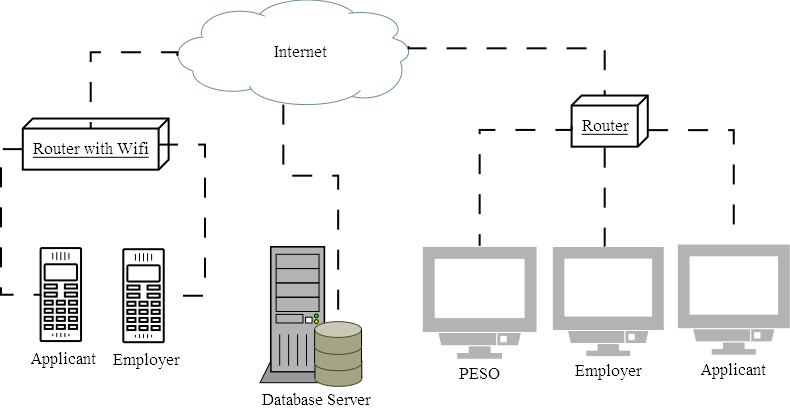 Internet
Router with Wifi
Router
Applicant
Employer
Database Server
PESO
Employer
Applicant